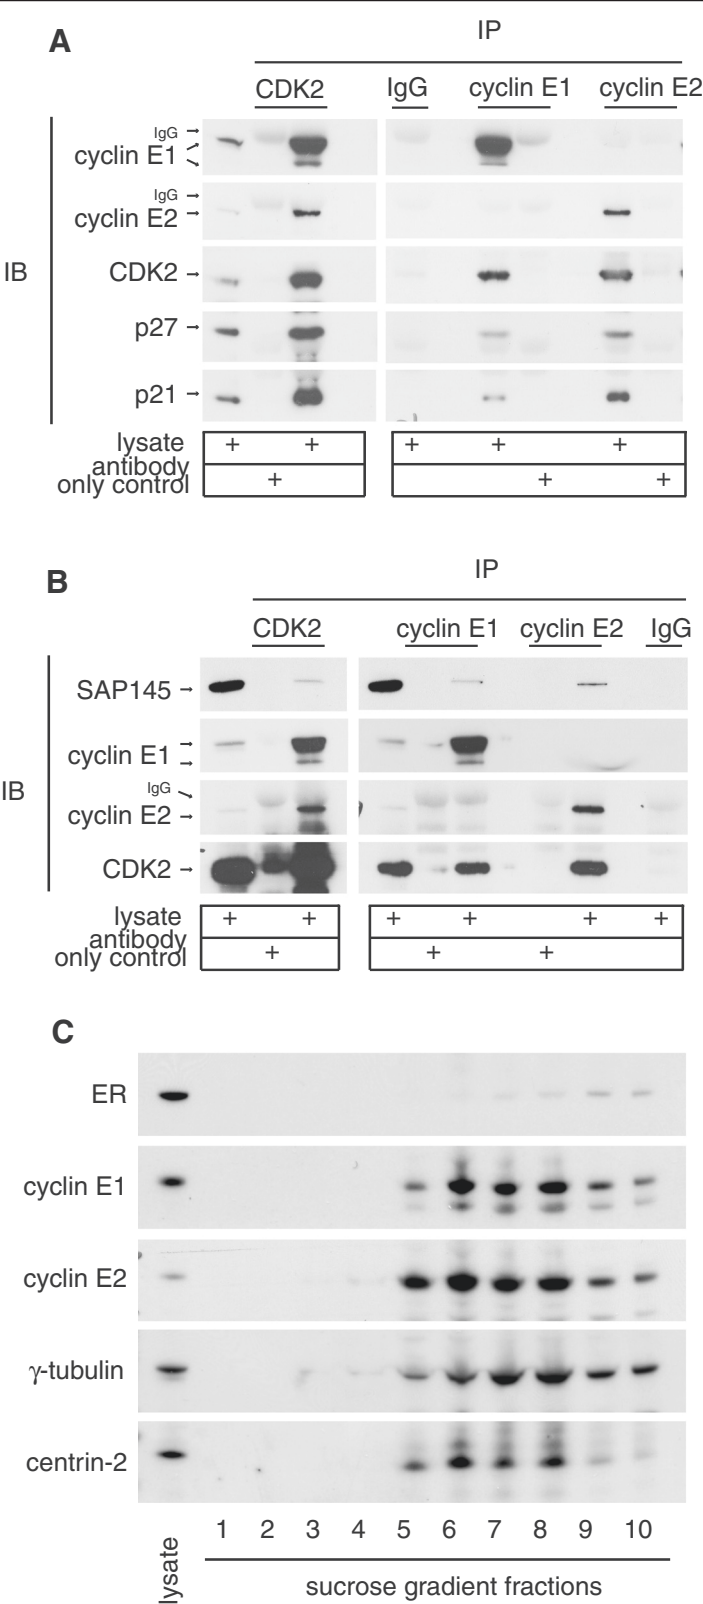 A
IP
CDK2 IgG cyclin E1 cyclin E2
IgG
cyclin E1
IgG
cyclin E2
IB
CDK2
p27
p21
lysate + + + + +
antibody
only control + + +
B
IP
CDK2 cyclin E1 cyclin E2 IgG
SAP145
cyclin E1
IB
IgG
cyclin E2
CDK2
lysate + + + + + +
antibody
only control + + +
C
ER
cyclin E1
cyclin E2
γ-tubulin
centrin-2
lysate 1 2 3 4 5 6 7 8 9 10
sucrose gradient fractions